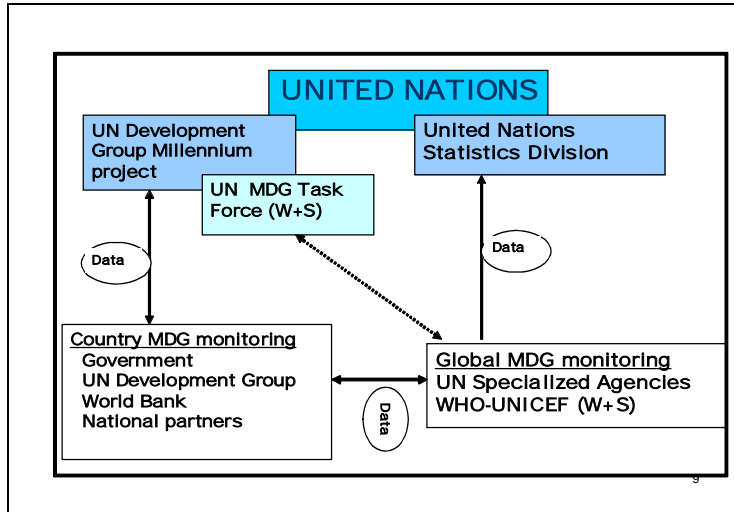 UNITED NATIONS
UN Development
Group Millennium
project
United Nations
Statistics Division
UN MDG Task
Force (W+S)
Data
Data
Country MDG monitoring
Government
UN Development Group
World Bank
National partners
Global MDG monitoring
UN Specialized Agencies
WHO-UNICEF (W+S)
Data
9